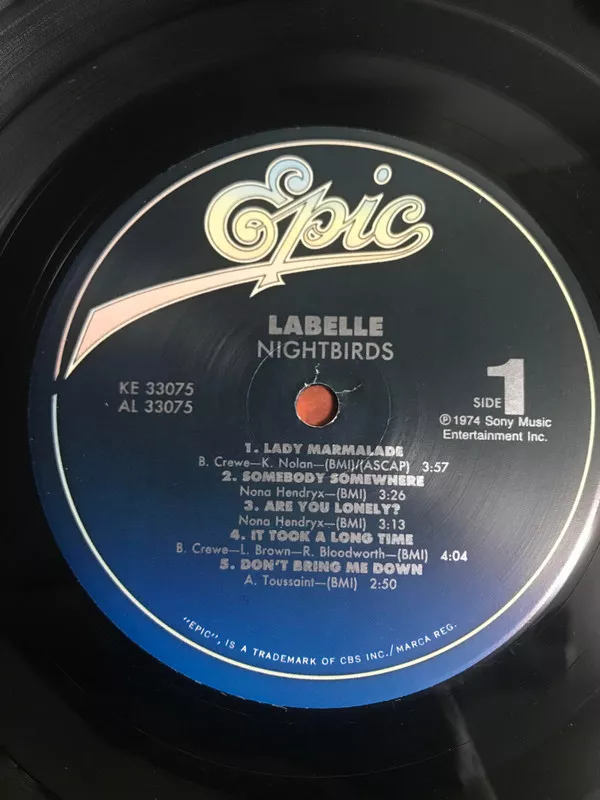 Epic
LABELLE
NIGHTBIRDS
KE 33075
AL 33075
SIDE 1
℗ 1974 Sony Music
Entertainment Inc.
1. LADY MARMALADE
B. Crewe—K. Nolan—(BMI)/(ASCAP) 3:57
2. SOMEBODY SOMEWHERE
Nona Hendryx—(BMI) 3:26
3. ARE YOU LONELY?
Nona Hendryx—(BMI) 3:13
4. IT TOOK A LONG TIME
B. Crewe—L. Brown—R. Bloodworth—(BMI) 4:04
5. DON'T BRING ME DOWN
A. Toussaint—(BMI) 2:50
"EPIC", IS A TRADEMARK OF CBS INC./MARCA REG.